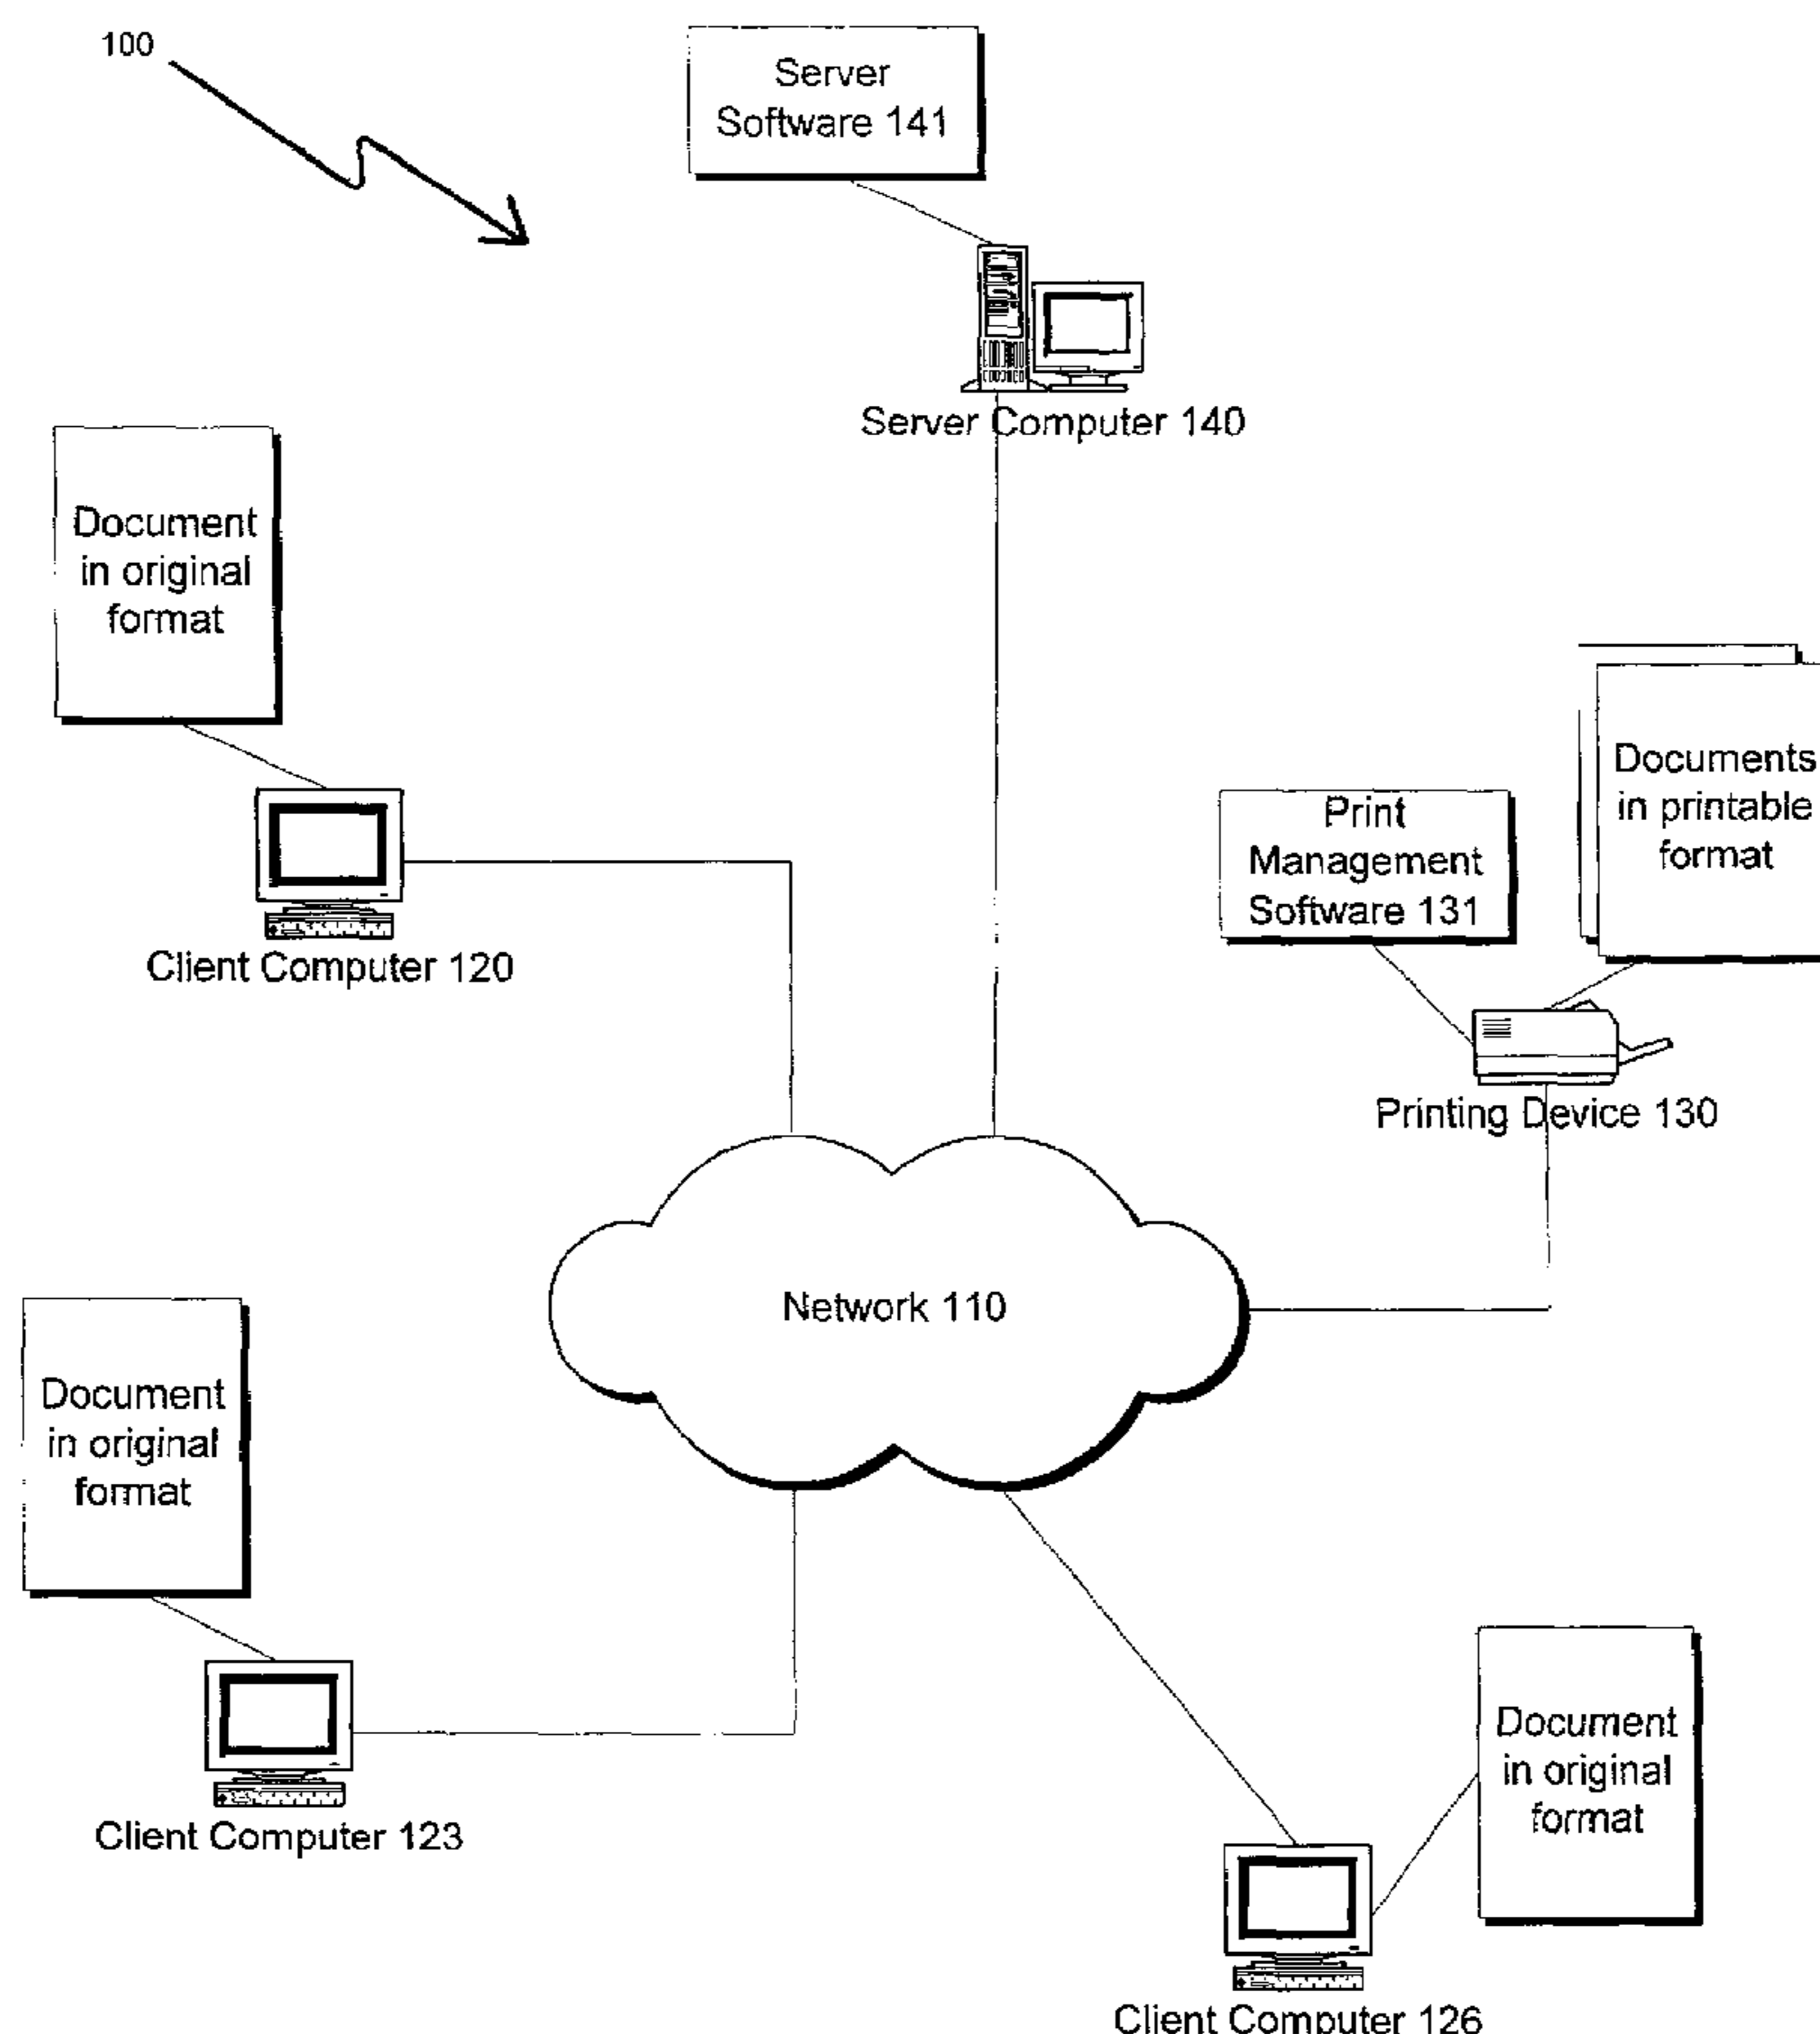 100
Server
Software 141
Server Computer 140
Document
in original
format
Client Computer 120
Documents
in printable
format
Print
Management
Software 131
Printing Device 130
Network 110
Document
in original
format
Client Computer 123
Document
in original
format
Client Computer 126